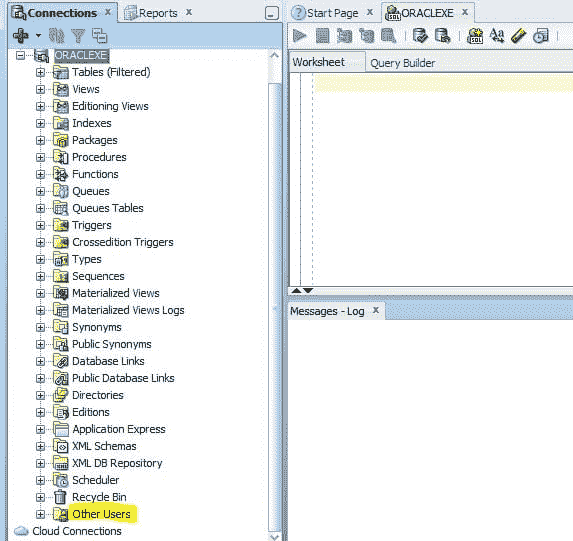 Connections
Reports
ORACLEXE
Tables (Filtered)
Views
Editioning Views
Indexes
Packages
Procedures
Functions
Queues
Queues Tables
Triggers
Crossedition Triggers
Types
Sequences
Materialized Views
Materialized Views Logs
Synonyms
Public Synonyms
Database Links
Public Database Links
Directories
Editions
Application Express
XML Schemas
XML DB Repository
Scheduler
Recycle Bin
Other Users
Cloud Connections
Start Page
ORACLEXE
Worksheet Query Builder
Messages - Log